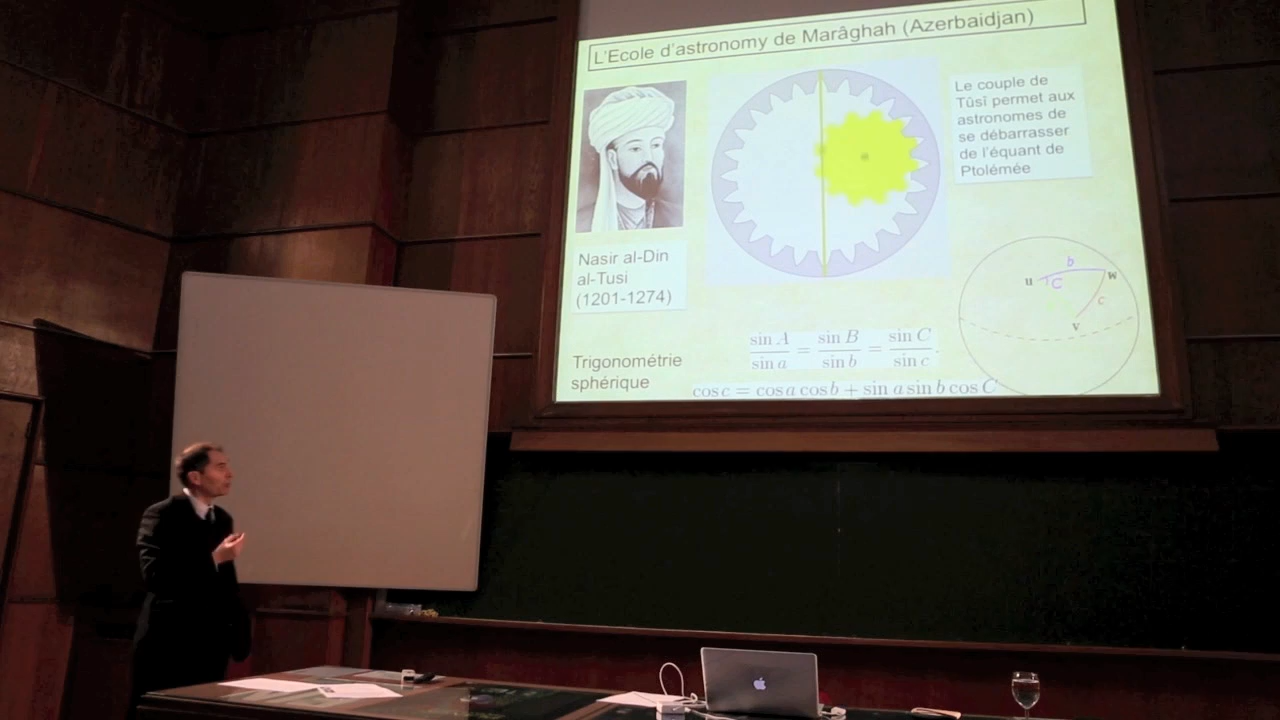 L'Ecole d'astronomy de Marâghah (Azerbaidjan)
Le couple de
Tûsî permet aux
astronomes de
se débarrasser
de l'équant de
Ptolémée
Nasir al-Din
al-Tusi
(1201-1274)
b
u
C
w
c
v
Trigonométrie
sphérique
sin A / sin a = sin B / sin b = sin C / sin c.
cos c = cos a cos b + sin a sin b cos C